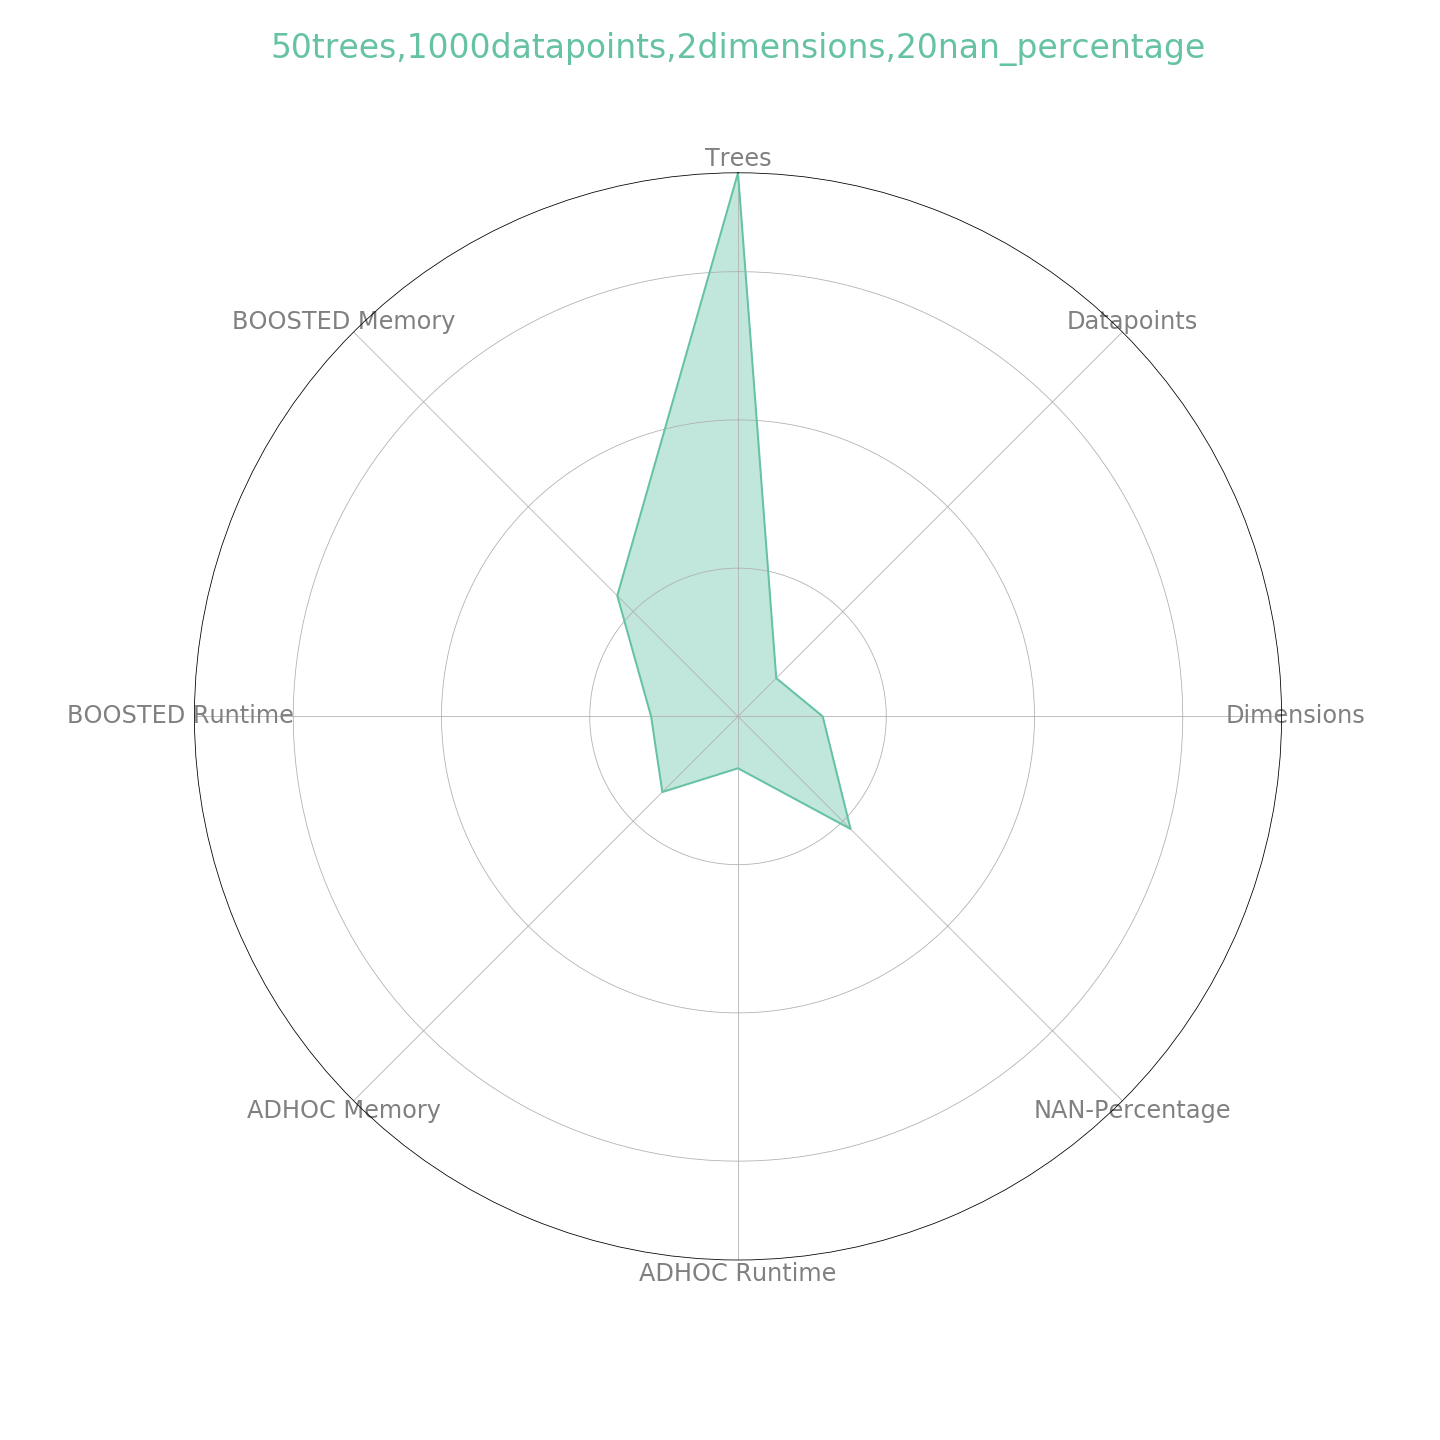 50trees,1000datapoints,2dimensions,20nan_percentage
Trees
BOOSTED Memory
Datapoints
BOOSTED Runtime
Dimensions
ADHOC Memory
NAN-Percentage
ADHOC Runtime